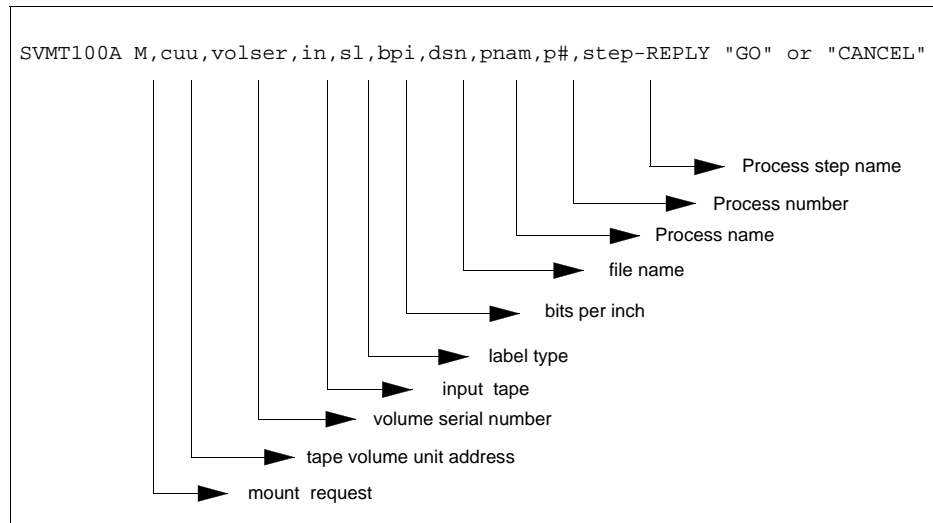 SVMT100A M,cuu,volser,in,sl,bpi,dsn,pnam,p#,step-REPLY "GO" or "CANCEL"
Process step name
Process number
Process name
file name
bits per inch
label type
input tape
volume serial number
tape volume unit address
mount request